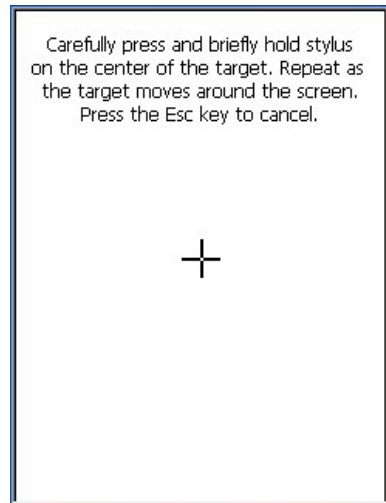 Carefully press and briefly hold stylus
on the center of the target. Repeat as
the target moves around the screen.
Press the Esc key to cancel.